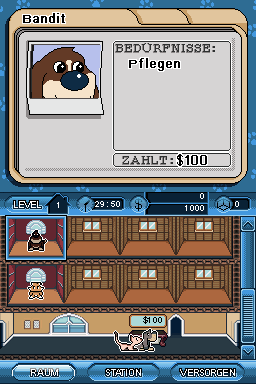 Bandit
BEDÜRFNISSE:
Pflegen
ZAHLT: $100
LEVEL 1 29:50 $ 0 0
1000
$100
RAUM STATION VERSORGEN